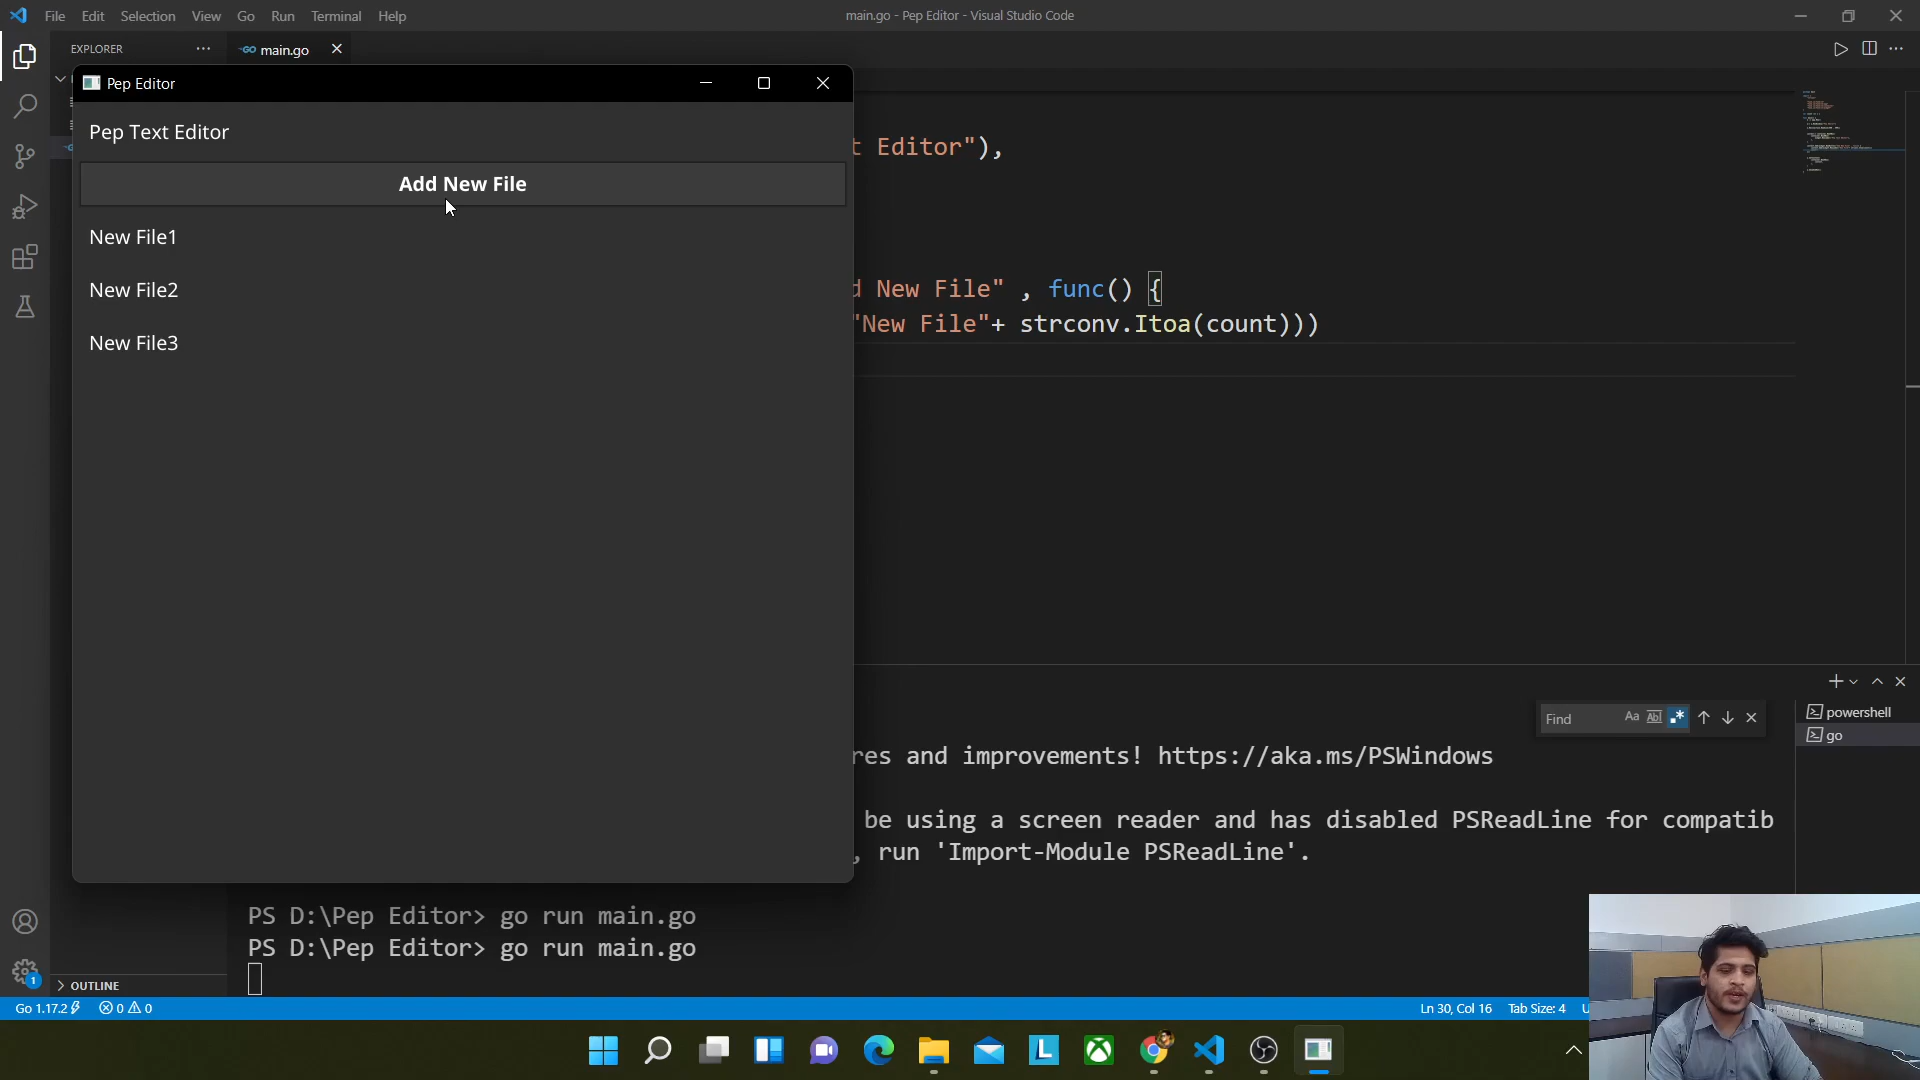 File Edit Selection View Go Run Terminal Help
main.go - Pep Editor - Visual Studio Code
EXPLORER
main.go
Pep Editor
Pep Text Editor
Add New File
New File1
New File2
New File3
t Editor"),
d New File" , func() {
"New File"+ strconv.Itoa(count)))
Find
Aa Abl .*
powershell
go
res and improvements! https://aka.ms/PSWindows
be using a screen reader and has disabled PSReadLine for compatib
, run 'Import-Module PSReadLine'.
PS D:\Pep Editor> go run main.go
PS D:\Pep Editor> go run main.go
OUTLINE
1
Go 1.17.2
0 0
Ln 30, Col 16 Tab Size: 4 U
L